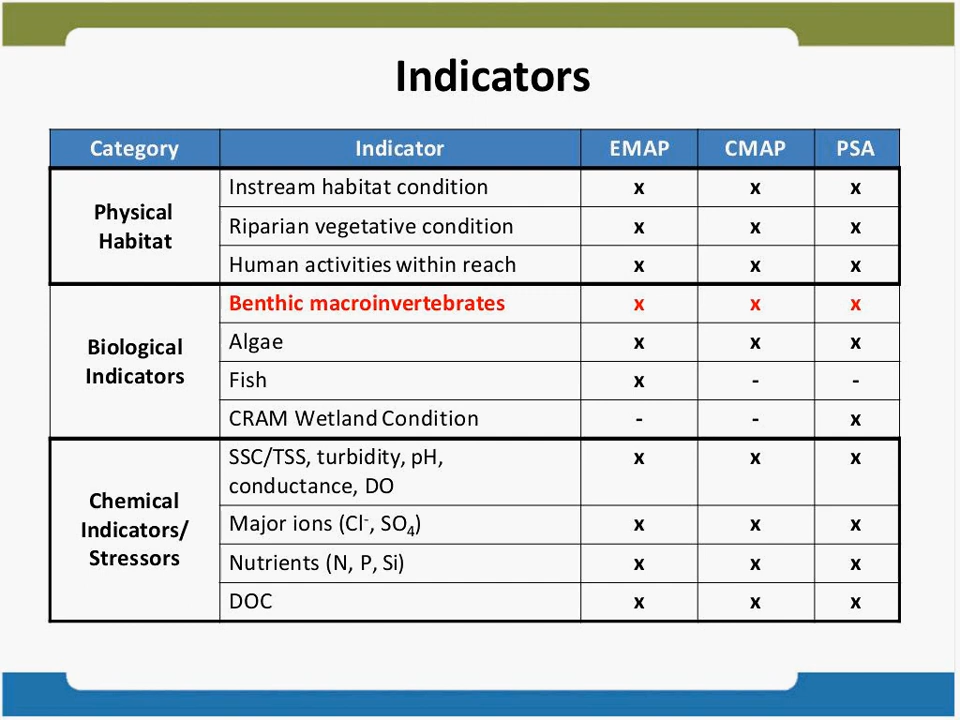 Indicators
Category Indicator EMAP CMAP PSA
Physical
Habitat
Instream habitat condition x x x
Riparian vegetative condition x x x
Human activities within reach x x x
Biological
Indicators
Benthic macroinvertebrates x x x
Algae x x x
Fish x - -
CRAM Wetland Condition - - x
Chemical
Indicators/
Stressors
SSC/TSS, turbidity, pH, x x x
conductance, DO
Major ions (Cl⁻, SO₄) x x x
Nutrients (N, P, Si) x x x
DOC x x x